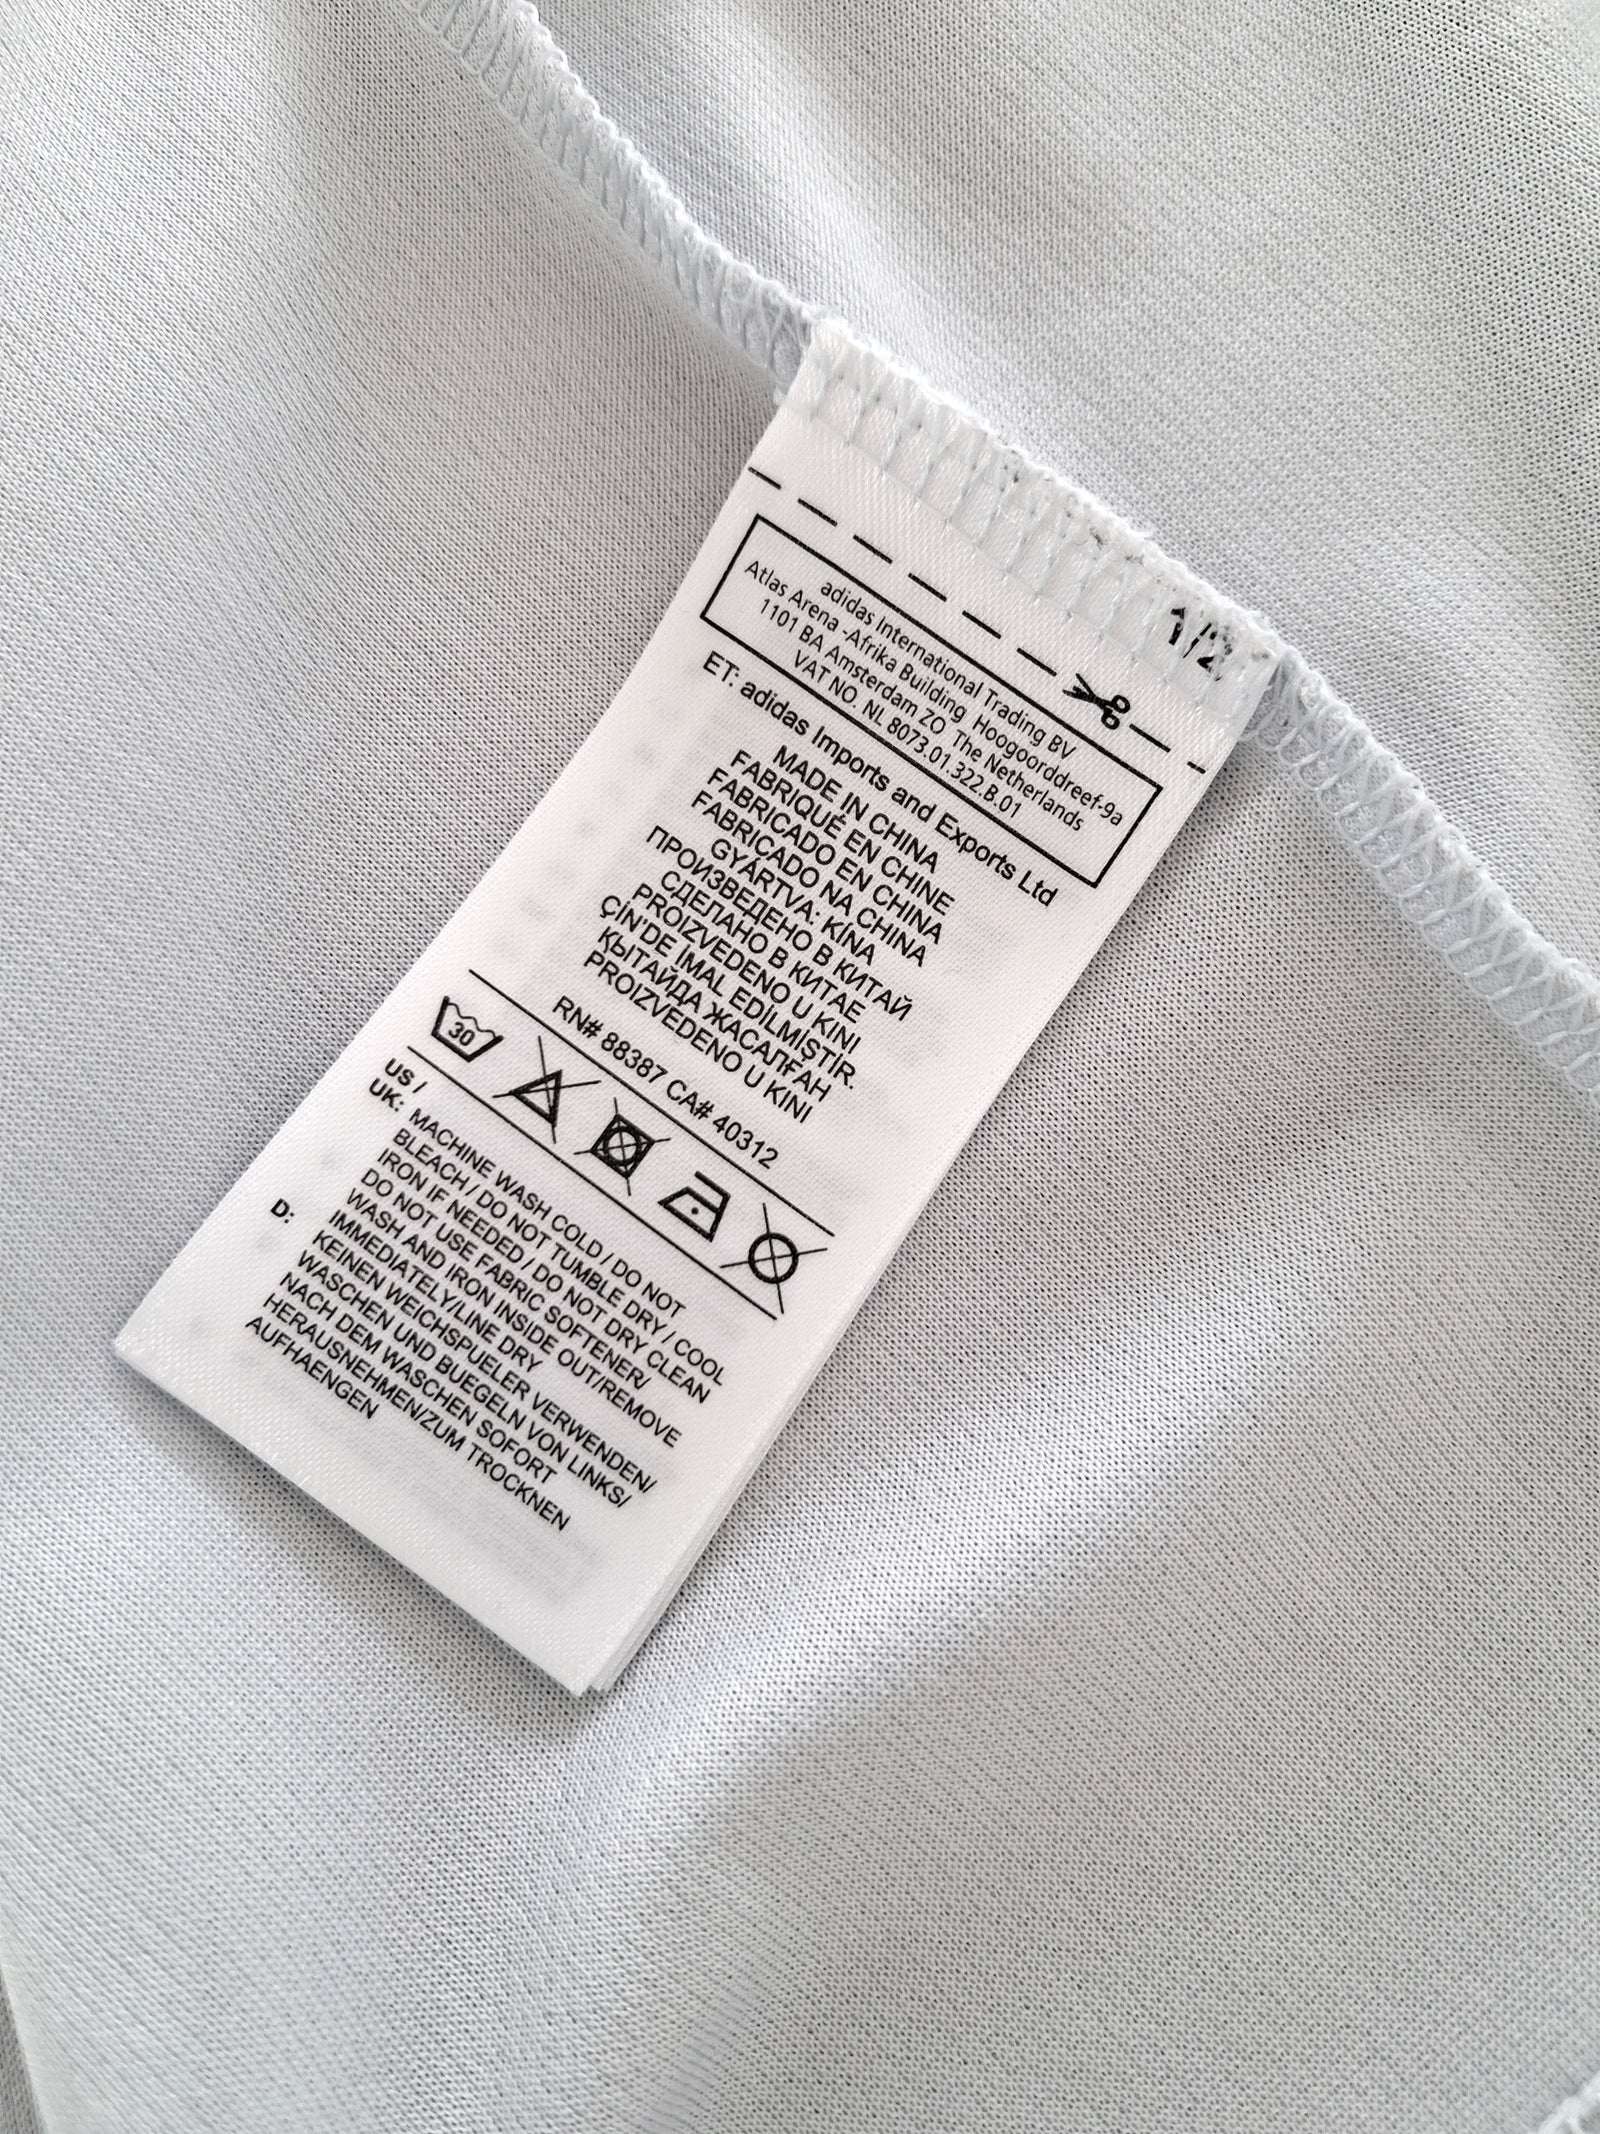 1/2
adidas International Trading BV
Atlas Arena -Afrika Building Hoogoorddreef-9a
1101 BA Amsterdam ZO The Netherlands
VAT NO. NL 8073.01.322.B.01
ET: adidas Imports and Exports Ltd
MADE IN CHINA
FABRIQUÉ EN CHINE
FABRICADO EN CHINA
FABRICADO NA CHINA
GYÁRTVA: KÍNA
ПРОИЗВЕДЕНО В КИТАЙ
СДЕЛАНО В КИТАЕ
PROIZVEDENO U KINI
ÇİN'DE İMAL EDİLMİŞTİR.
ҚЫТАЙДА ЖАСАЛҒАН
PROIZVEDENO U KINI
RN# 88387 CA# 40312
30
US /
UK: MACHINE WASH COLD / DO NOT
BLEACH / DO NOT TUMBLE DRY / COOL
IRON IF NEEDED / DO NOT DRY CLEAN
DO NOT USE FABRIC SOFTENER/
WASH AND IRON INSIDE OUT/REMOVE
IMMEDIATELY/LINE DRY
D: KEINEN WEICHSPUELER VERWENDEN/
WASCHEN UND BUEGELN VON LINKS/
NACH DEM WASCHEN SOFORT
HERAUSNEHMEN/ZUM TROCKNEN
AUFHAENGEN